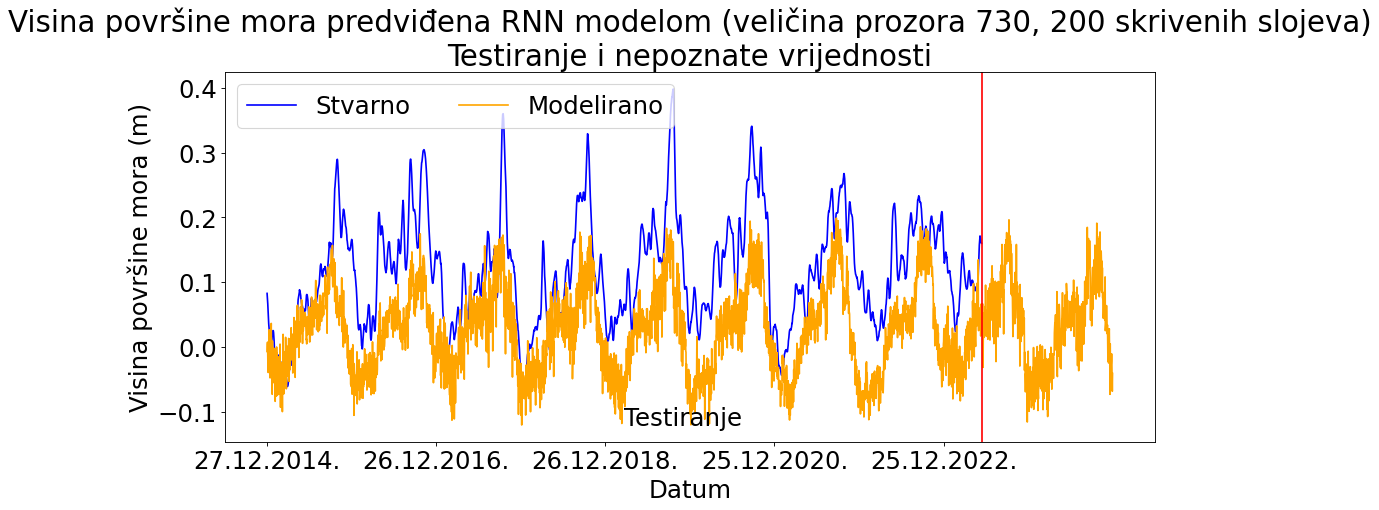 Visina površine mora predviđena RNN modelom (veličina prozora 730, 200 skrivenih slojeva)
Testiranje i nepoznate vrijednosti
Stvarno Modelirano
Visina površine mora (m)
0.4
0.3
0.2
0.1
0.0
−0.1
Testiranje
27.12.2014. 26.12.2016. 26.12.2018. 25.12.2020. 25.12.2022.
Datum